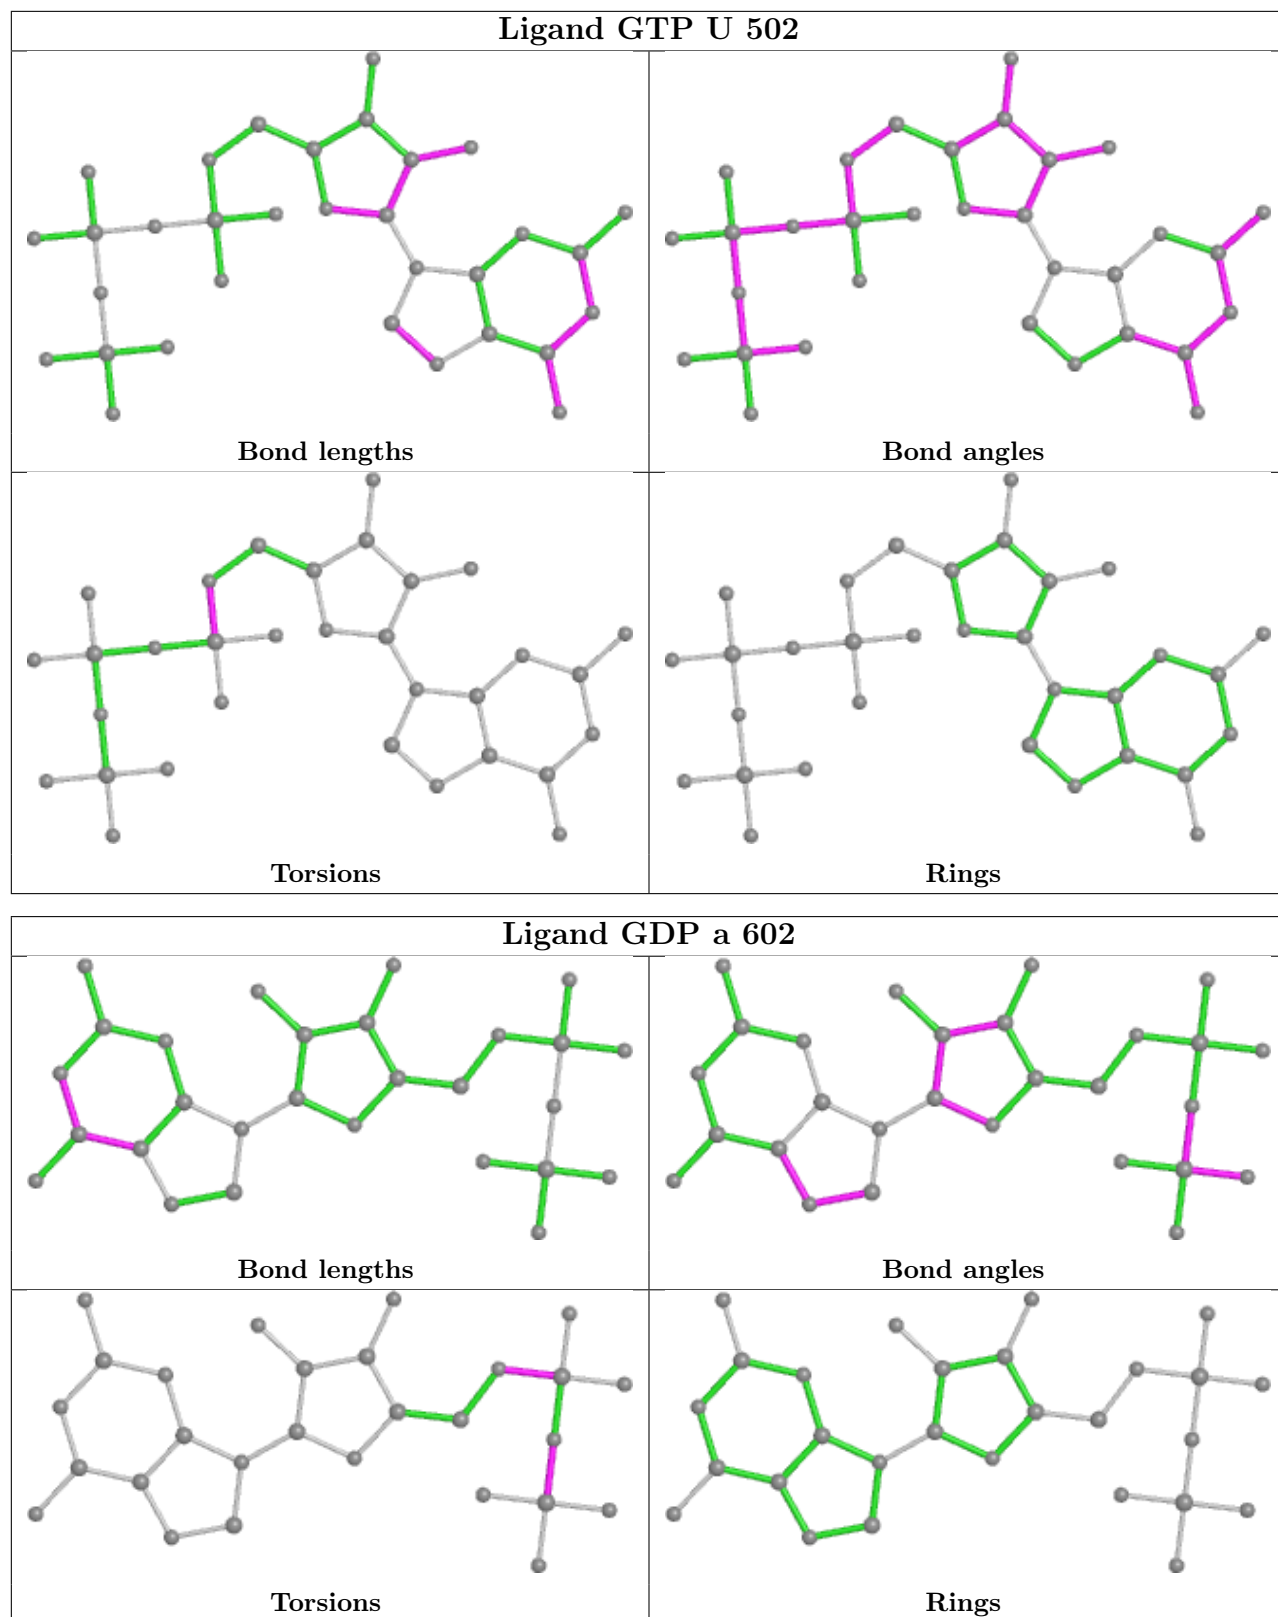 Ligand GTP U 502
Bond lengths
Bond angles
Torsions
Rings
Ligand GDP a 602
Bond lengths
Bond angles
Torsions
Rings